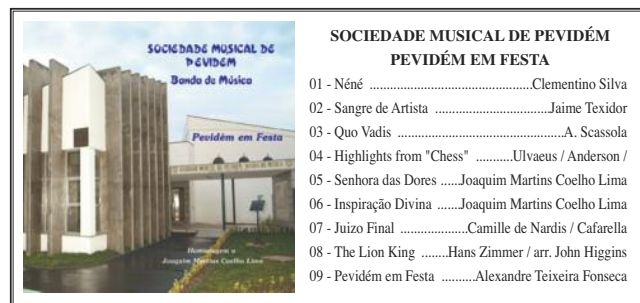 SOCIEDADE MUSICAL DE
PEVIDEM
Banda de Música
Pevidém em Festa
Homenagem a
Joaquim Martins Coelho Lima
SOCIEDADE MUSICAL DE PEVIDÉM
PEVIDÉM EM FESTA
01 - Néné ................................................Clementino Silva
02 - Sangre de Artista ..................................Jaime Texidor
03 - Quo Vadis .................................................A. Scassola
04 - Highlights from "Chess" ...........Ulvaeus / Anderson /
05 - Senhora das Dores ......Joaquim Martins Coelho Lima
06 - Inspiração Divina ......Joaquim Martins Coelho Lima
07 - Juizo Final ....................Camille de Nardis / Cafarella
08 - The Lion King ........Hans Zimmer / arr. John Higgins
09 - Pevidém em Festa ..........Alexandre Teixeira Fonseca